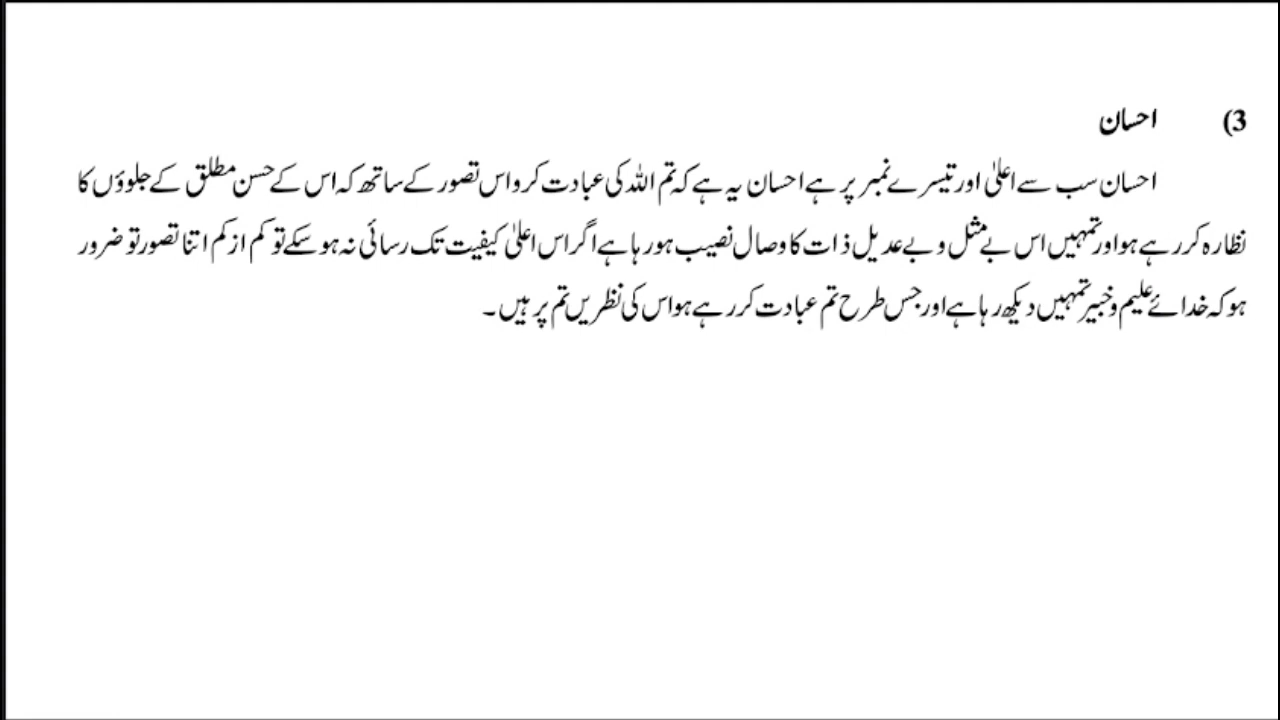 3) احسان
احسان سب سے اعلیٰ اور تیسرے نمبر پر ہے احسان یہ ہے کہ تم اللہ کی عبادت کرو اس تصور کے ساتھ کہ اس کے حسن مطلق کے جلوؤں کا
نظارہ کر رہے ہو اور تمہیں اس بے مثل و بے عدیل ذات کا وصال نصیب ہو رہا ہے اگر اس اعلیٰ کیفیت تک رسائی نہ ہو سکے تو کم از کم اتنا تصور تو ضرور
ہو کہ خدائے علیم و خبیر تمہیں دیکھ رہا ہے اور جس طرح تم عبادت کر رہے ہو اس کی نظریں تم پر ہیں۔